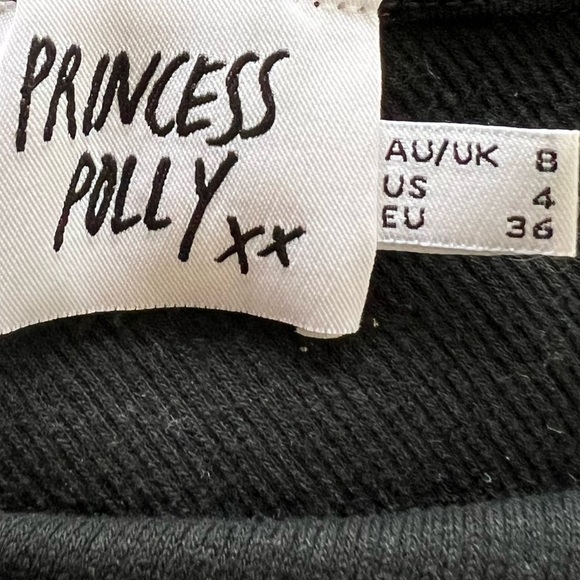 PRINCESS
POLLY
xx
AU/UK 8
US 4
EU 36